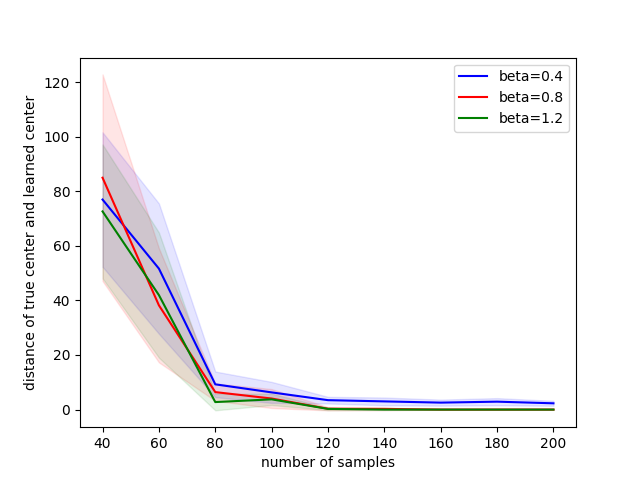 beta=0.4
beta=0.8
beta=1.2
distance of true center and learned center
120
100
80
60
40
20
0
40 60 80 100 120 140 160 180 200
number of samples